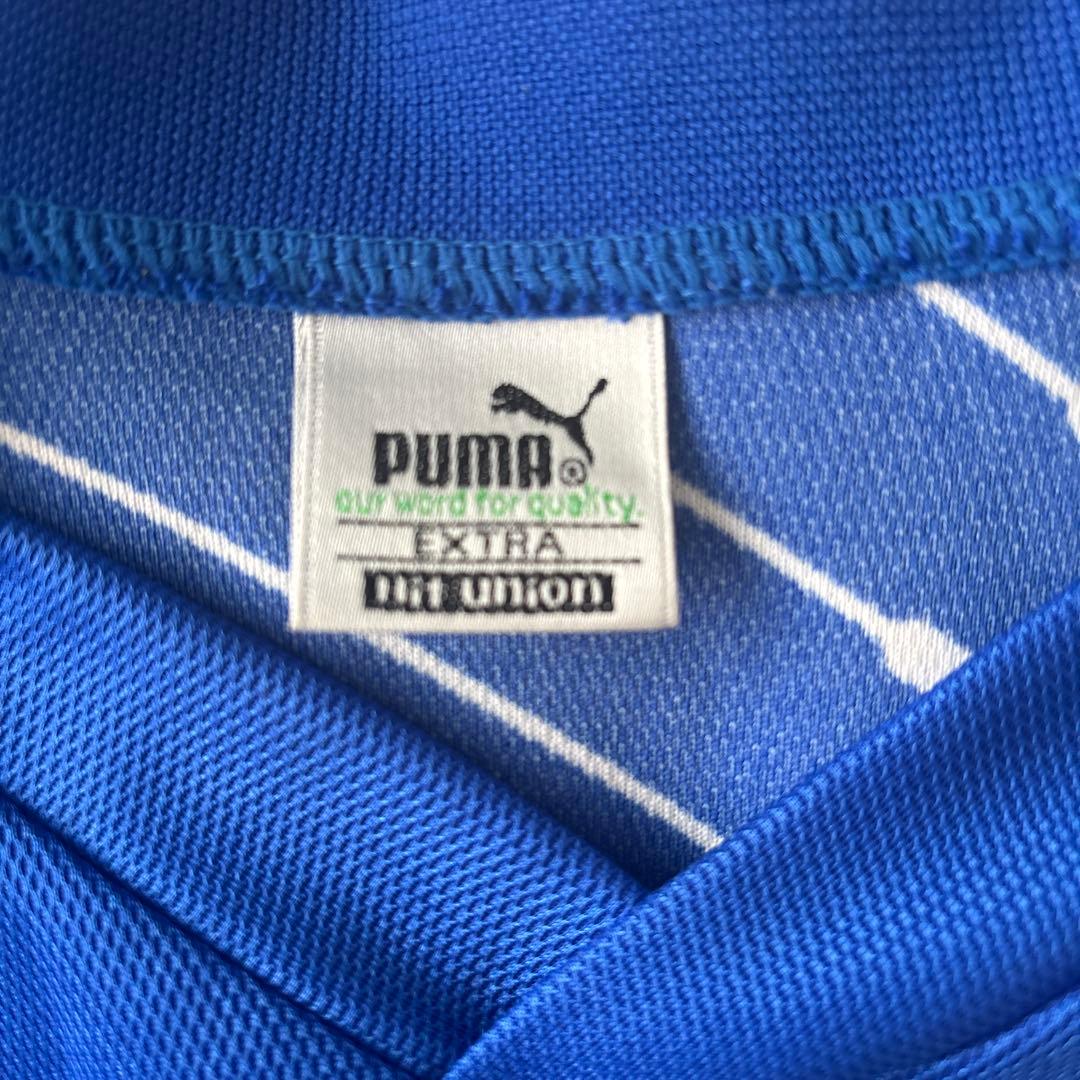 PUMA®
our word for quality.
EXTRA
hit union